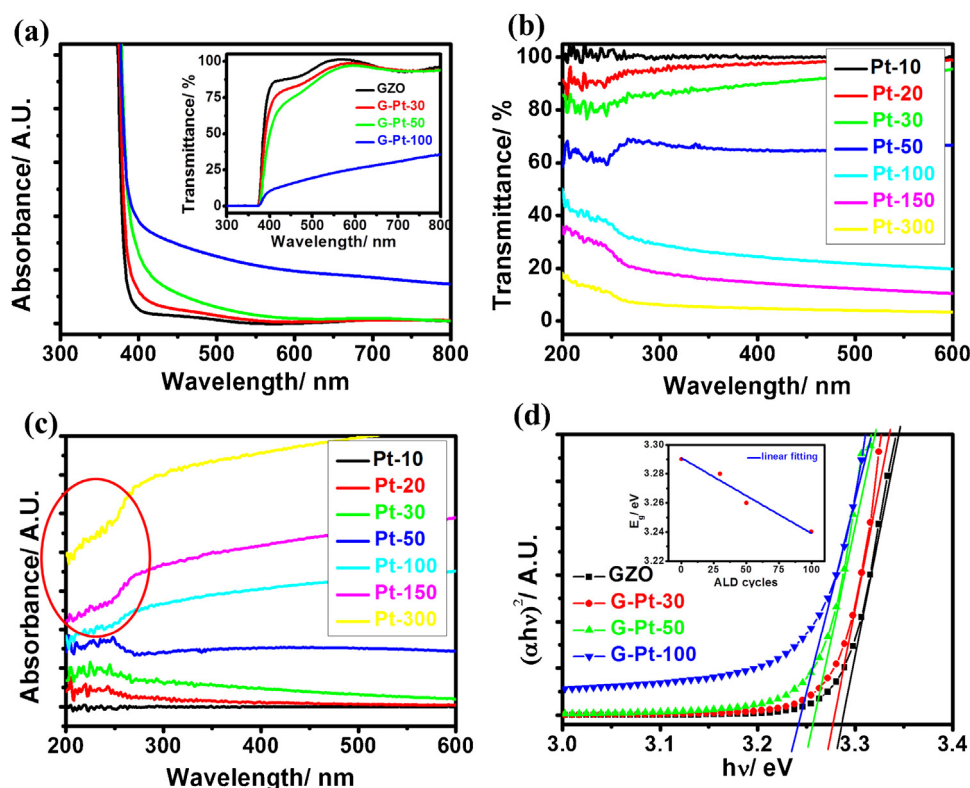 (a)
Absorbance/ A.U.
Transmittance/ %
100
75
50
25
0
GZO
G-Pt-30
G-Pt-50
G-Pt-100
300 400 500 600 700 800
Wavelength/ nm
300 400 500 600 700 800
Wavelength/ nm
(b)
Transmittance/ %
100
80
60
40
20
0
Pt-10
Pt-20
Pt-30
Pt-50
Pt-100
Pt-150
Pt-300
200 300 400 500 600
Wavelength/ nm
(c)
Absorbance/ A.U.
Pt-10
Pt-20
Pt-30
Pt-50
Pt-100
Pt-150
Pt-300
200 300 400 500 600
Wavelength/ nm
(d)
(αhν)²/ A.U.
E_g/ eV
3.30
3.28
3.26
3.24
3.22
linear fitting
0 25 50 75 100
ALD cycles
GZO
G-Pt-30
G-Pt-50
G-Pt-100
3.0 3.1 3.2 3.3 3.4
hν/ eV